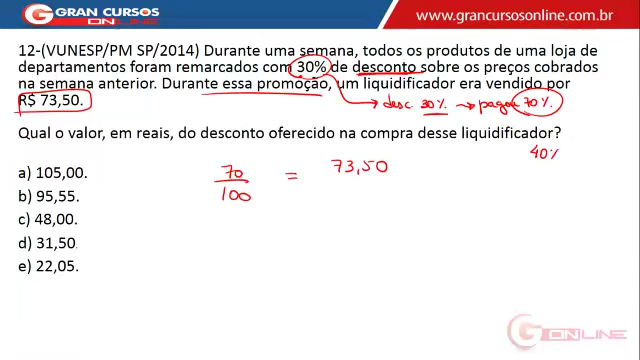 GRAN CURSOS
ONLINE
www.grancursosonline.com.br
12-(VUNESP/PM SP/2014) Durante uma semana, todos os produtos de uma loja de
departamentos foram remarcados com 30% de desconto sobre os preços cobrados
na semana anterior. Durante essa promoção, um liquidificador era vendido por
R$ 73,50.
desc 30% → pagou 70%.
Qual o valor, em reais, do desconto oferecido na compra desse liquidificador?
40%
a) 105,00.
b) 95,55.
c) 48,00.
d) 31,50
e) 22,05.
70
100
= 73,50
G ONLINE